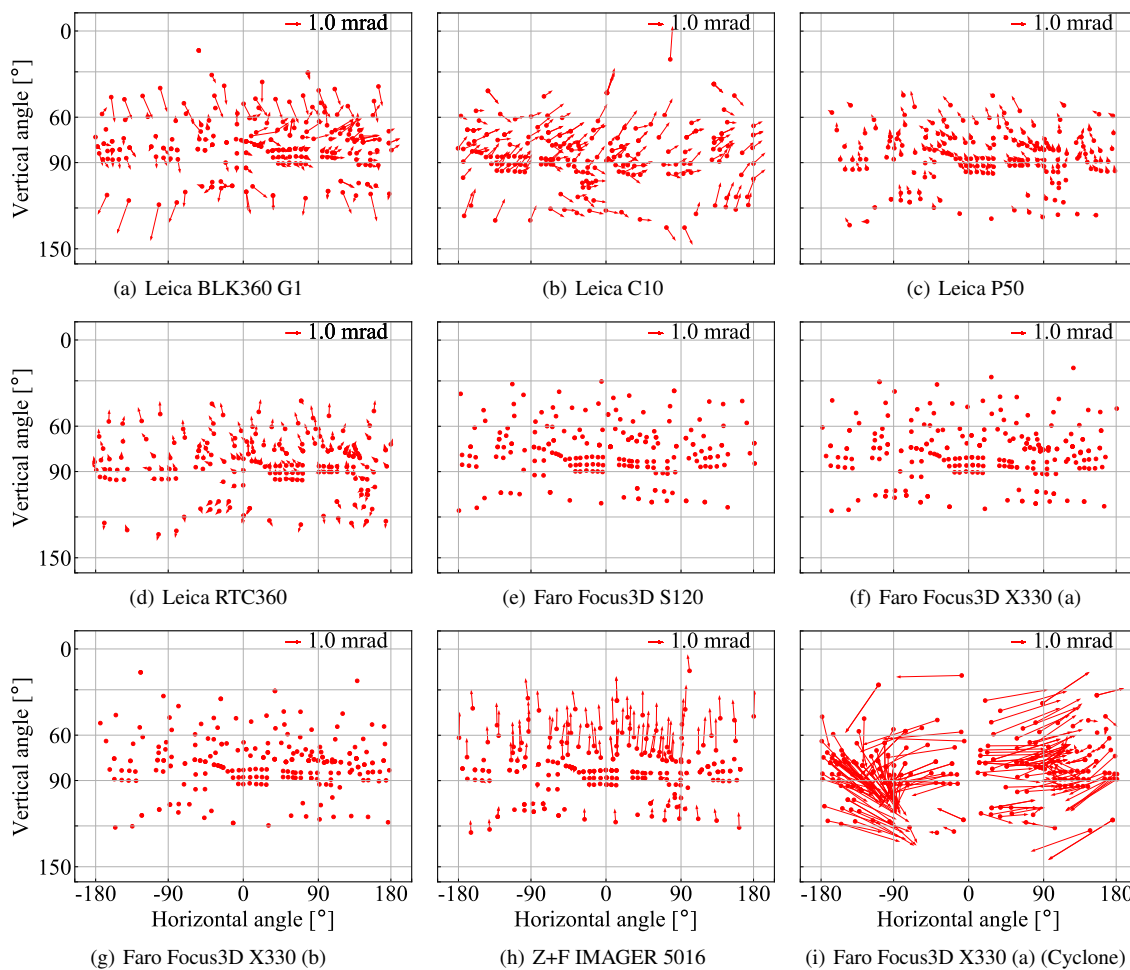 1.0 mrad 1.0 mrad 1.0 mrad
0
60
90
150
Vertical angle [°]
(a) Leica BLK360 G1 (b) Leica C10 (c) Leica P50
1.0 mrad 1.0 mrad 1.0 mrad
0
60
90
150
Vertical angle [°]
(d) Leica RTC360 (e) Faro Focus3D S120 (f) Faro Focus3D X330 (a)
1.0 mrad 1.0 mrad 1.0 mrad
0
60
90
150
Vertical angle [°]
-180 -90 0 90 180 -180 -90 0 90 180 -180 -90 0 90 180
Horizontal angle [°] Horizontal angle [°] Horizontal angle [°]
(g) Faro Focus3D X330 (b) (h) Z+F IMAGER 5016 (i) Faro Focus3D X330 (a) (Cyclone)